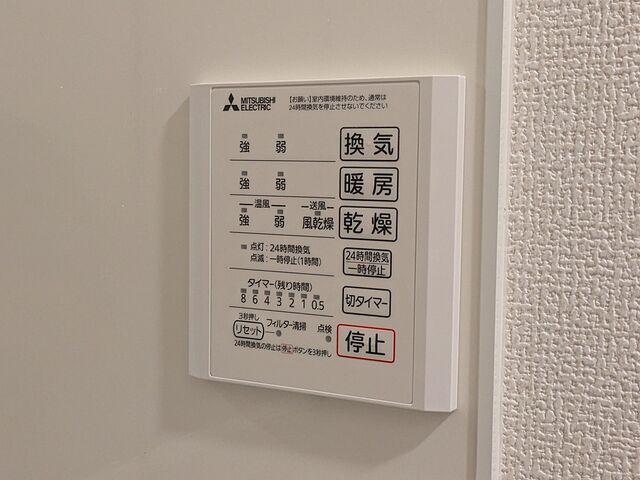 MITSUBISHI ELECTRIC
【お願い】室内環境維持のため、通常は
24時間換気を停止させないでください
強 弱 換気
強 弱 暖房
温風 送風
強 弱 風乾燥 乾燥
点灯:24時間換気
点滅:一時停止(1時間)
24時間換気
一時停止
タイマー(残り時間)
8 6 4 3 2 1 0.5
切タイマー
3秒押し
リセット フィルター清掃 点検
停止
24時間換気の停止は停止ボタンを3秒押し